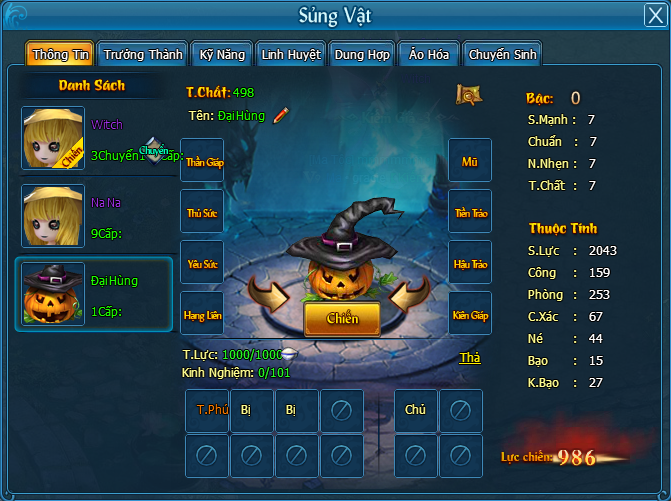 Sủng Vật
X
Thông Tin
Trưởng Thành
Kỹ Năng
Linh Huyệt
Dung Hợp
Ảo Hóa
Chuyển Sinh
Danh Sách
Witch
Chiến
3Chuyển1 Cấp:
Chuyển
Na Na
9Cấp:
ĐạiHùng
1Cấp:
T.Chất: 498
Tên: ĐạiHùng
Thần Giáp
Thú Sức
Yêu Sức
Hạng Liên
Mũ
Tiền Trảo
Hậu Trảo
Kiên Giáp
Chiến
T.Lực: 1000/1000
Thả
Kinh Nghiệm: 0/101
T.Phú
Bị
Bị
Chủ
Bậc: 0
S.Mạnh : 7
Chuẩn : 7
N.Nhẹn : 7
T.Chất : 7
Thuộc Tính
S.Lực : 2043
Công : 159
Phòng : 253
C.Xác : 67
Né : 44
Bạo : 15
K.Bạo : 27
Lực chiến: 986